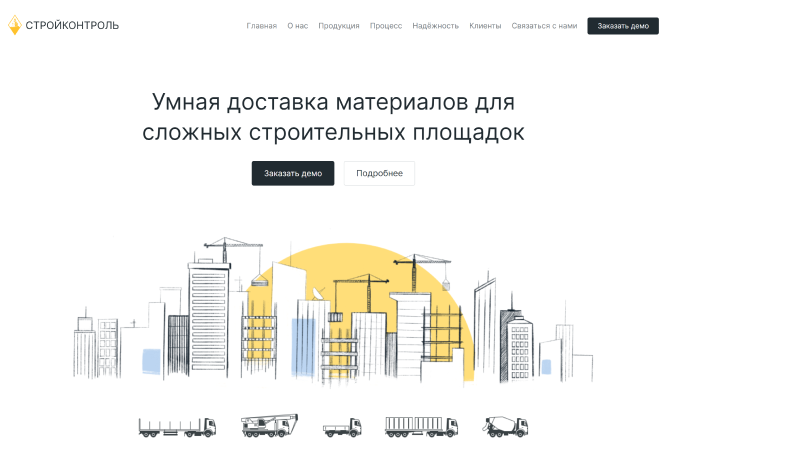 СТРОЙКОНТРОЛЬ
Главная О нас Продукция Процесс Надёжность Клиенты Связаться с нами Заказать демо
Умная доставка материалов для
сложных строительных площадок
Заказать демо Подробнее